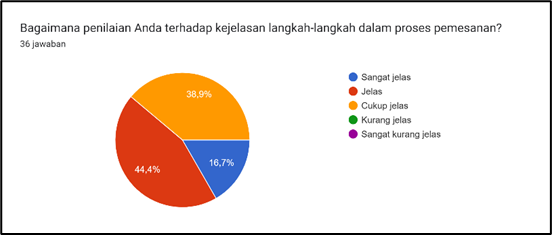 Bagaimana penilaian Anda terhadap kejelasan langkah-langkah dalam proses pemesanan?
36 jawaban
Sangat jelas
Jelas
Cukup jelas
Kurang jelas
Sangat kurang jelas
38,9%
16,7%
44,4%